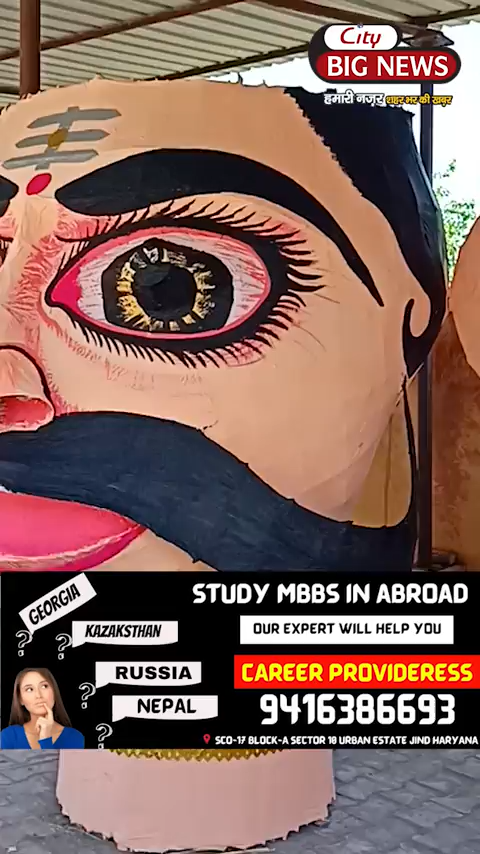 City
BIG NEWS
हमारी नज़र शहर भर की खबर
STUDY MBBS IN ABROAD
OUR EXPERT WILL HELP YOU
CAREER PROVIDERESS
9416386693
SCO-17 BLOCK-A SECTOR 18 URBAN ESTATE JIND HARYANA
GEORGIA
KAZAKSTHAN
RUSSIA
NEPAL